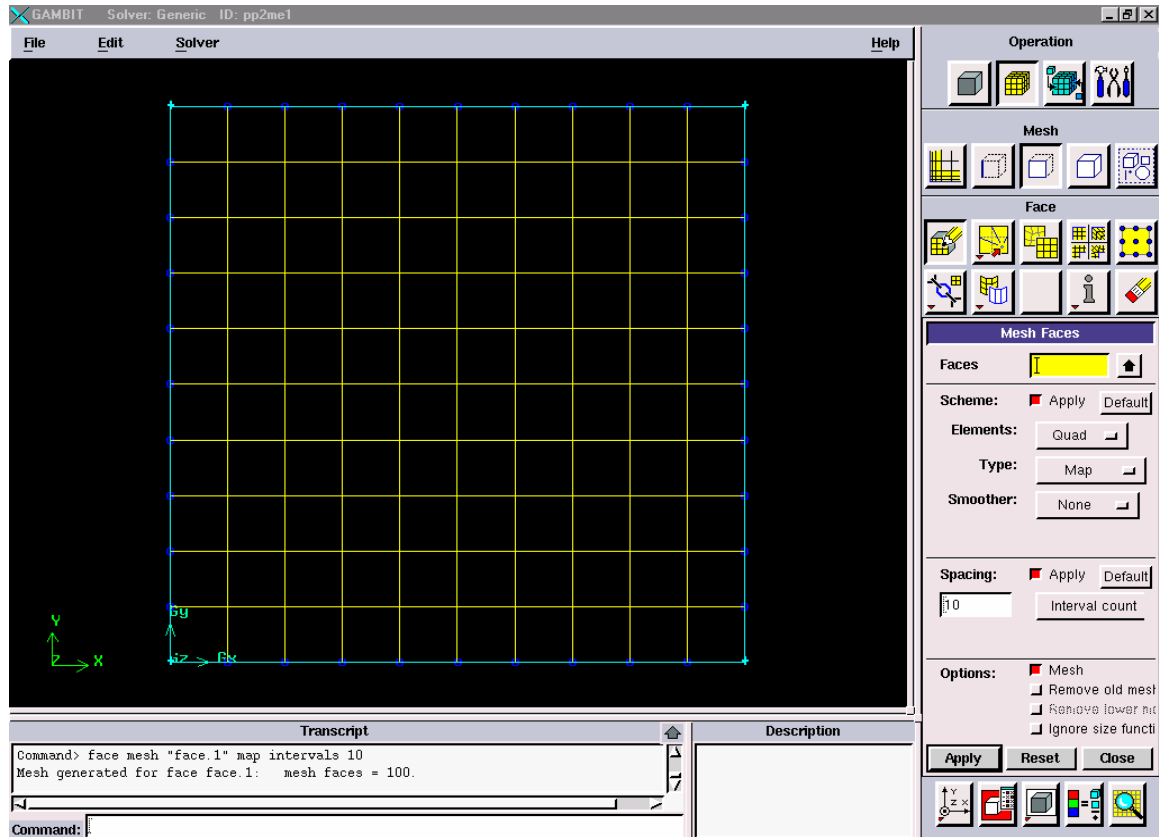 GAMBIT Solver: Generic ID: pp2me1
File Edit Solver Help
Operation
Mesh
Face
Mesh Faces
Faces
Scheme: Apply Default
Elements: Quad
Type: Map
Smoother: None
Spacing: Apply Default
10 Interval count
Options: Mesh
Remove old mesh
Remove lower
Ignore size functi
Apply Reset Close
Gy
Gx
Y
Z X
Transcript
Description
Command> face mesh "face.1" map intervals 10
Mesh generated for face face.1: mesh faces = 100.
Command: